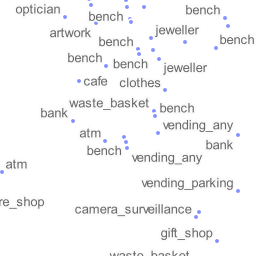 optician
bench
bench
artwork
jeweller
bench
bench
bench
bench
jeweller
cafe
clothes
waste_basket
bench
bank
vending_any
atm
bank
bench
vending_any
atm
vending_parking
re_shop
camera_surveillance
gift_shop
waste_basket